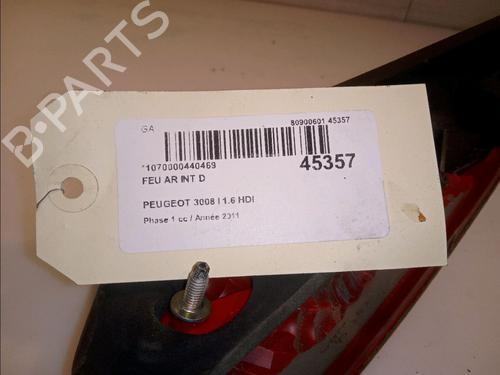 B-PARTS
GA
80900601 45357
*1070000440469
45357
FEU AR INT D
PEUGEOT 3008 I 1.6 HDI
Phase 1 cc / Année 2011